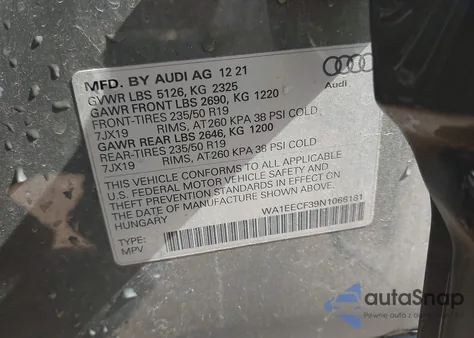 MFD. BY AUDI AG 12 21
GVWR LBS 5126, KG 2325
GAWR FRONT LBS 2690, KG 1220
FRONT-TIRES 235/50 R19
7JX19 RIMS, AT260 KPA 38 PSI COLD
GAWR REAR LBS 2646, KG 1200
REAR-TIRES 235/50 R19
7JX19 RIMS, AT260 KPA 38 PSI COLD
THIS VEHICLE CONFORMS TO ALL APPLICABLE
U.S. FEDERAL MOTOR VEHICLE SAFETY AND
THEFT PREVENTION STANDARDS IN EFFECT ON
THE DATE OF MANUFACTURE SHOWN ABOVE.
HUNGARY
WA1EECF39N1066181
TYPE:
MPV
Audi
autoSnap
Pewne auto z